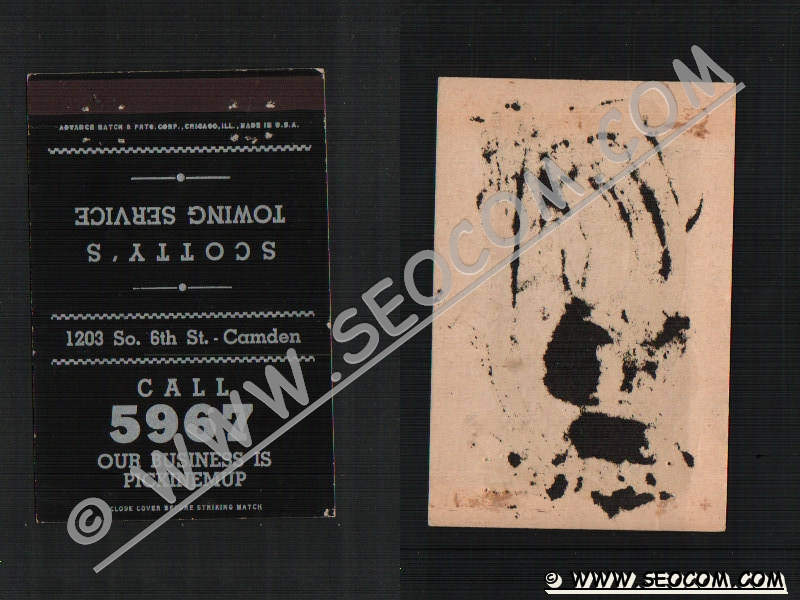 ADVANCE MATCH & PRTG. CORP., CHICAGO, ILL., MADE IN U.S.A.
SCOTTY'S
TOWING SERVICE
1203 So. 6th St. - Camden
CALL
5967
OUR BUSINESS IS
PICKINEMUP
CLOSE COVER BEFORE STRIKING MATCH
© WWW.SEOCOM.COM
© WWW.SEOCOM.COM